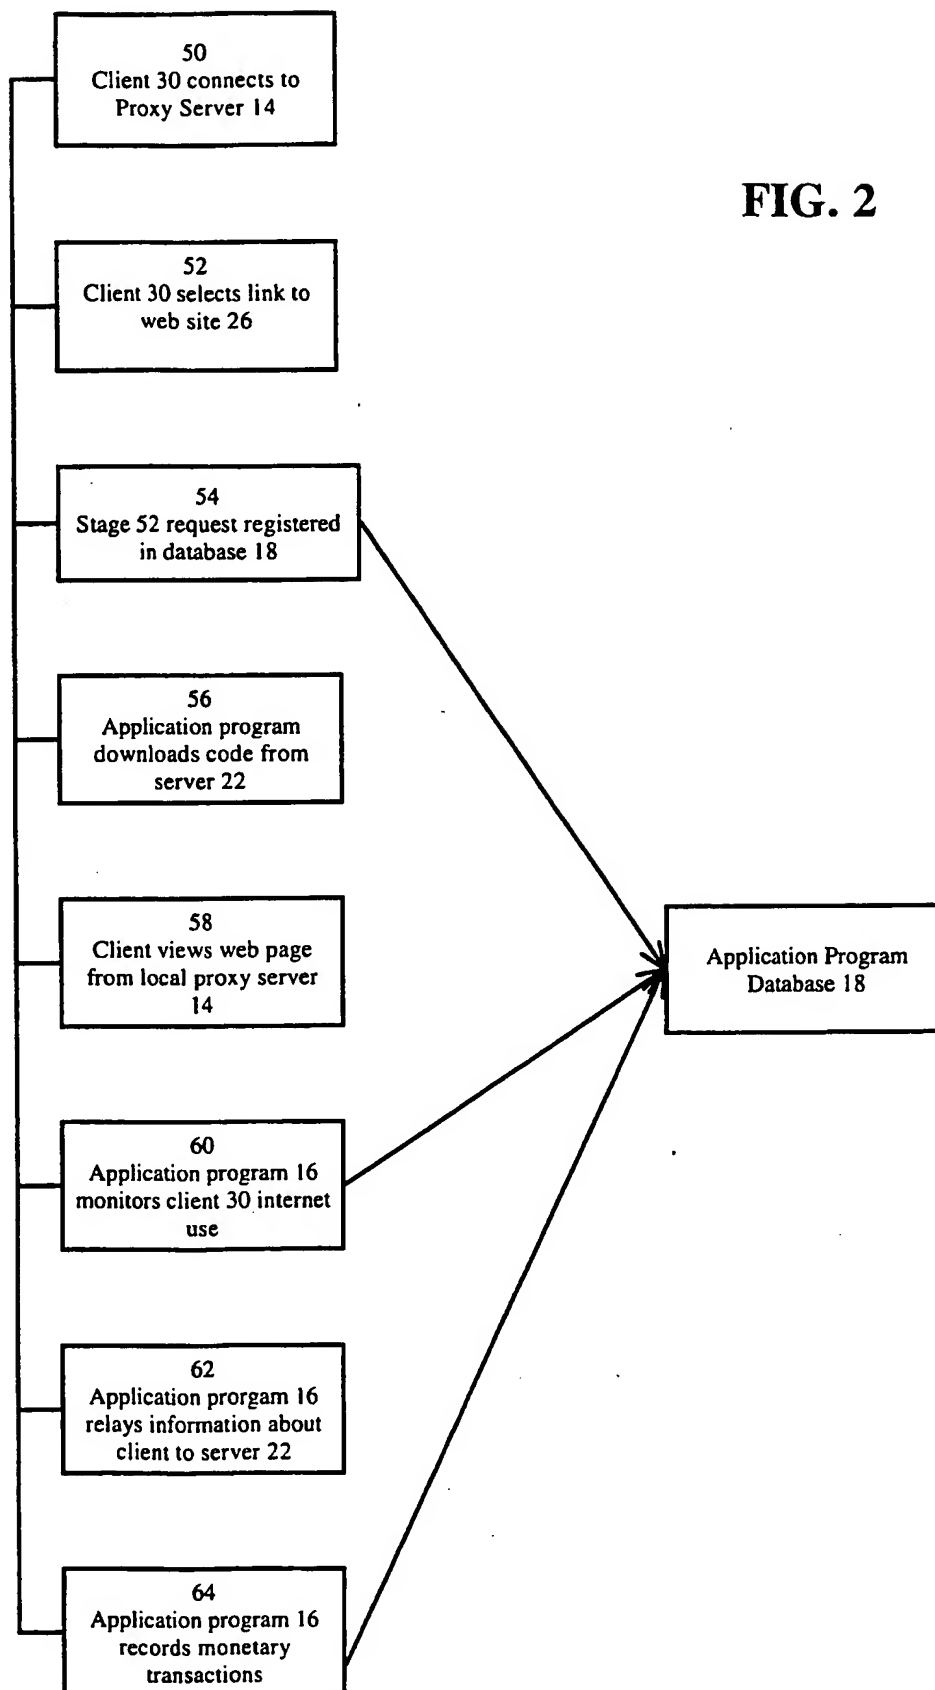 50
Client 30 connects to
Proxy Server 14
FIG. 2
52
Client 30 selects link to
web site 26
54
Stage 52 request registered
in database 18
56
Application program
downloads code from
server 22
58
Client views web page
from local proxy server
14
Application Program
Database 18
60
Application program 16
monitors client 30 internet
use
62
Application prorgam 16
relays information about
client to server 22
64
Application program 16
records monetary
transactions